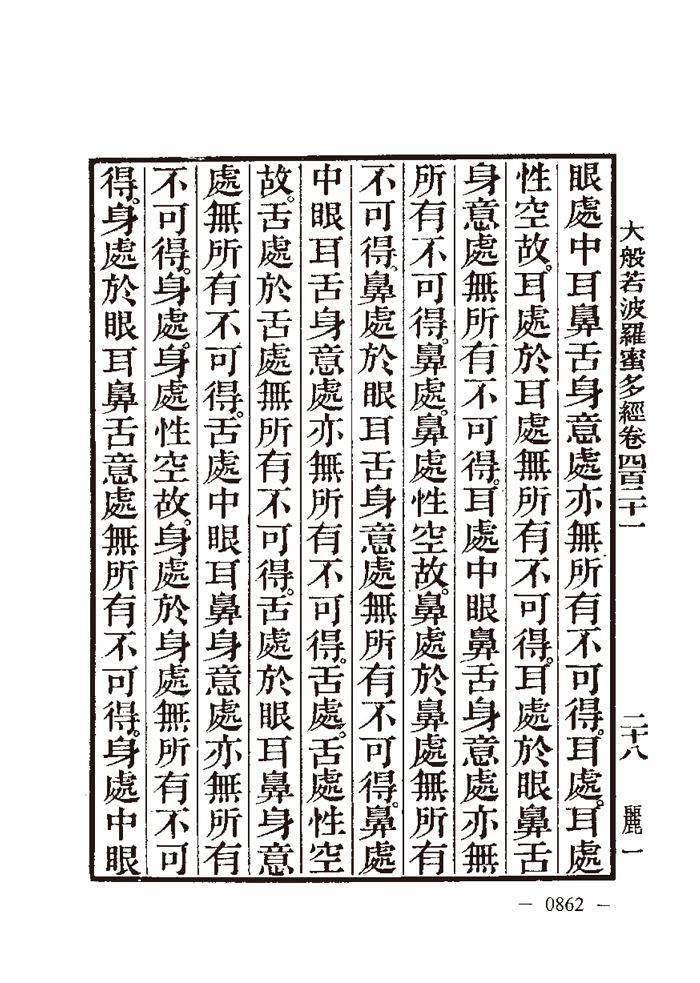 大般若波羅蜜多經卷四百二十一　二十八　麗一
眼處中耳鼻舌身意處亦無所有不可得。耳處。耳處
性空故。耳處於耳處無所有不可得。耳處於眼鼻舌
身意處無所有不可得。耳處中眼鼻舌身意處亦無
所有不可得。鼻處。鼻處性空故。鼻處於鼻處無所有
不可得。鼻處於眼耳舌身意處無所有不可得。鼻處
中眼耳舌身意處亦無所有不可得。舌處。舌處性空
故。舌處於舌處無所有不可得。舌處於眼耳鼻身意
處無所有不可得。舌處中眼耳鼻身意處亦無所有
不可得。身處。身處性空故。身處於身處無所有不可
得。身處於眼耳鼻舌意處無所有不可得。身處中眼
— 0862 —